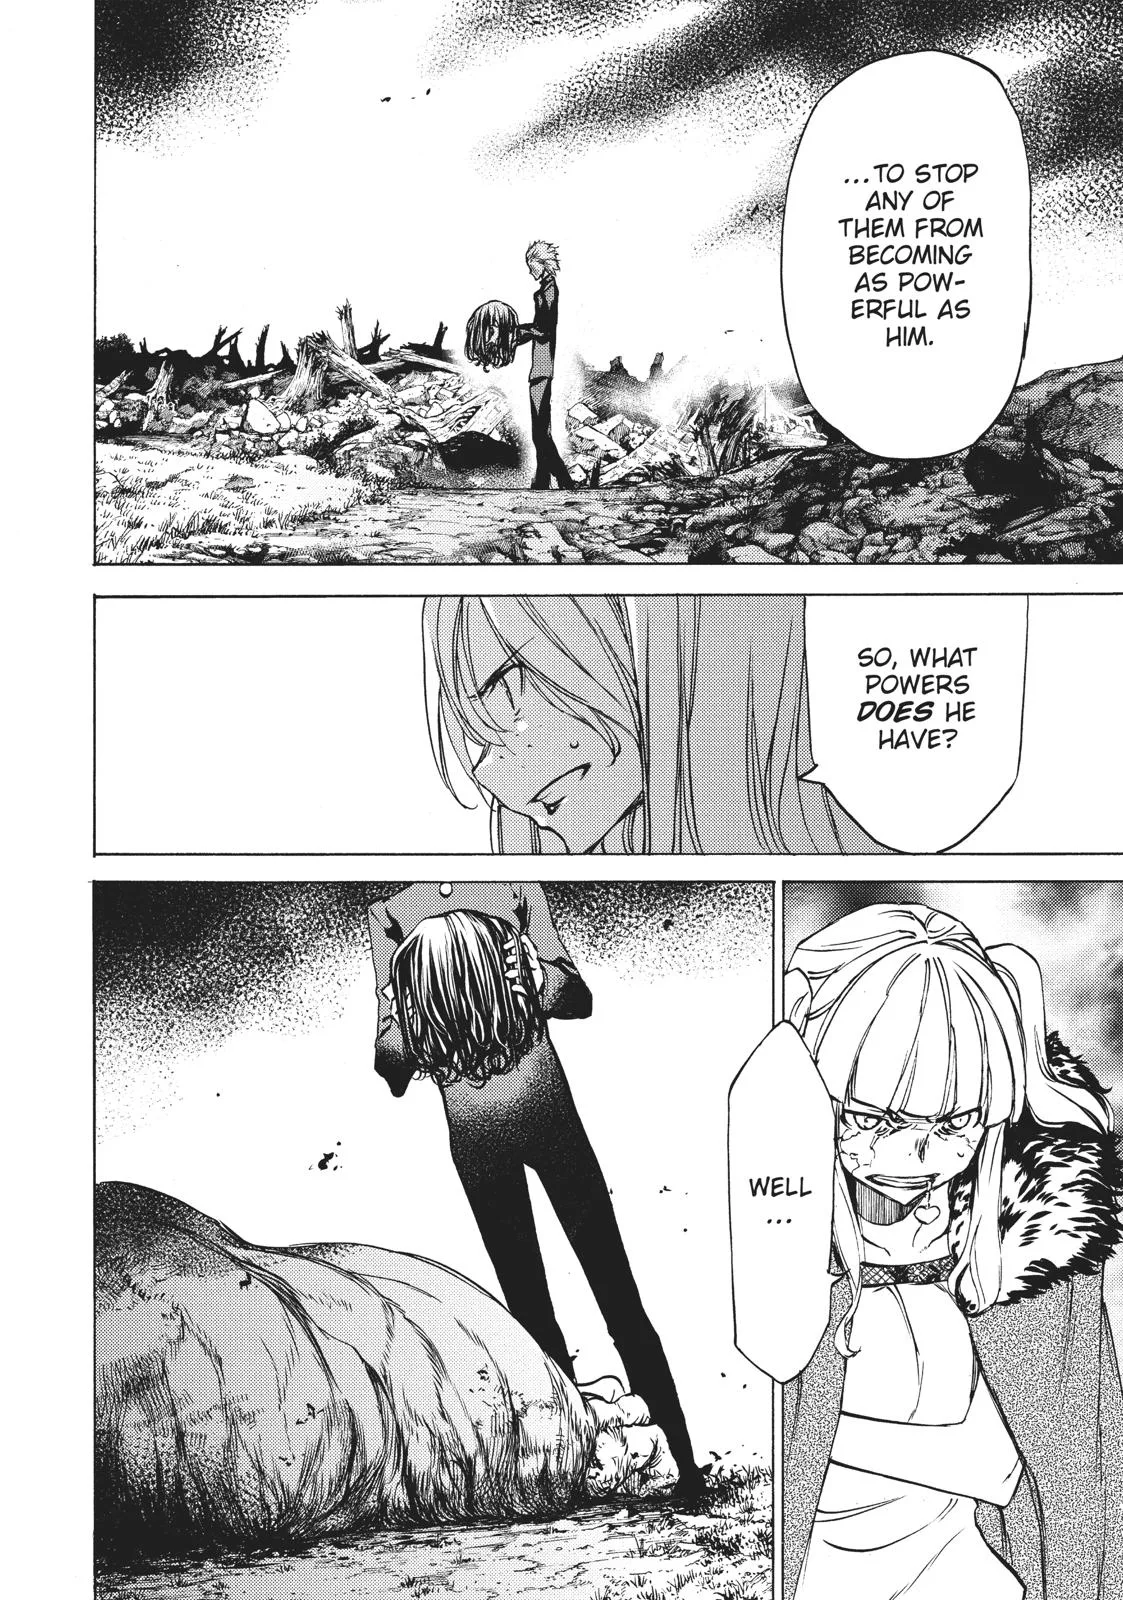 ...TO STOP
ANY OF
THEM FROM
BECOMING
AS POW-
ERFUL AS
HIM.
SO, WHAT
POWERS
DOES HE
HAVE?
WELL
...